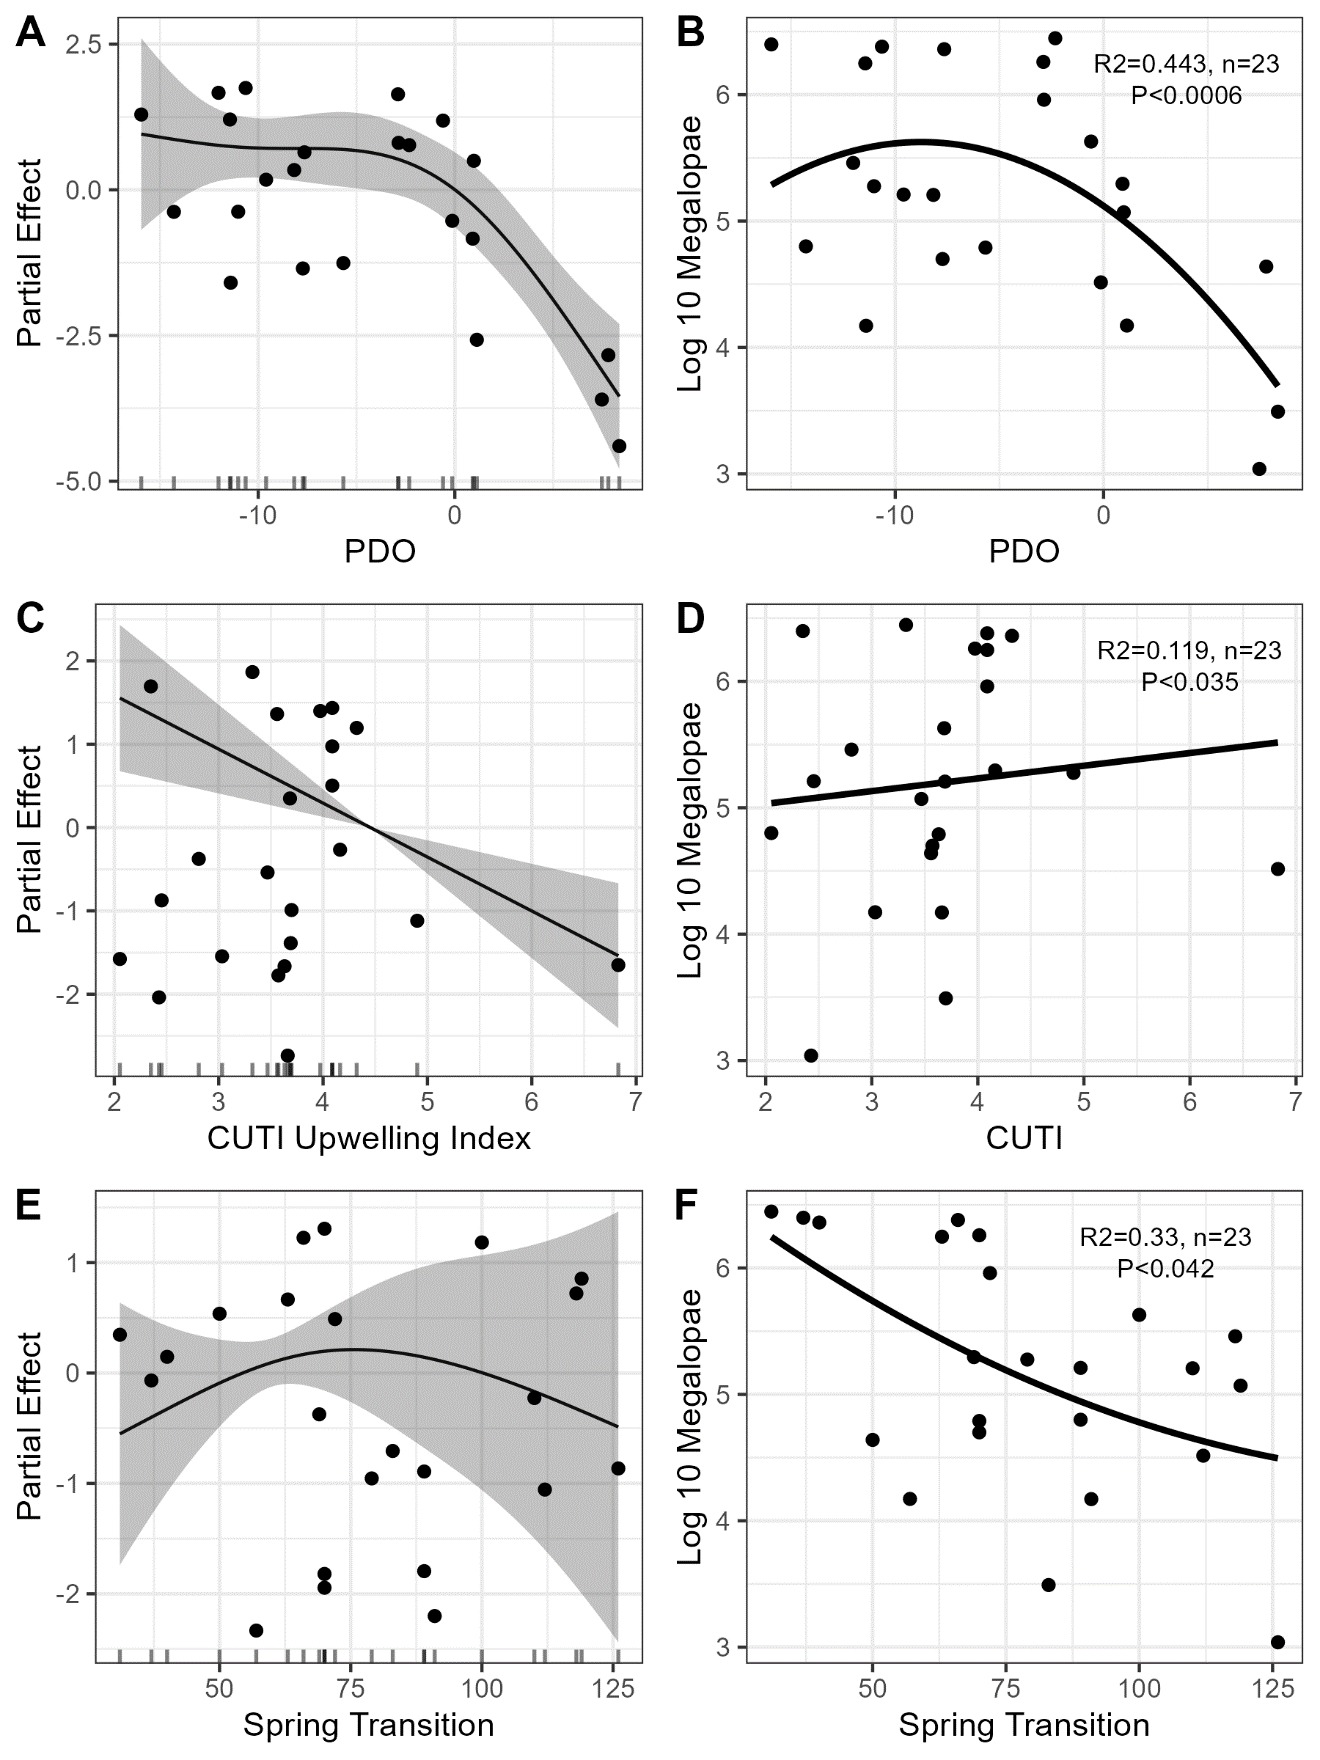 A
Partial Effect
2.5
0.0
-2.5
-5.0
-10
0
PDO
B
Log 10 Megalopae
6
5
4
3
R2=0.443, n=23
P<0.0006
-10
0
PDO
C
Partial Effect
2
1
0
-1
-2
2
3
4
5
6
7
CUTI Upwelling Index
D
Log 10 Megalopae
6
5
4
3
R2=0.119, n=23
P<0.035
2
3
4
5
6
7
CUTI
E
Partial Effect
1
0
-1
-2
50
75
100
125
Spring Transition
F
Log 10 Megalopae
6
5
4
3
R2=0.33, n=23
P<0.042
50
75
100
125
Spring Transition